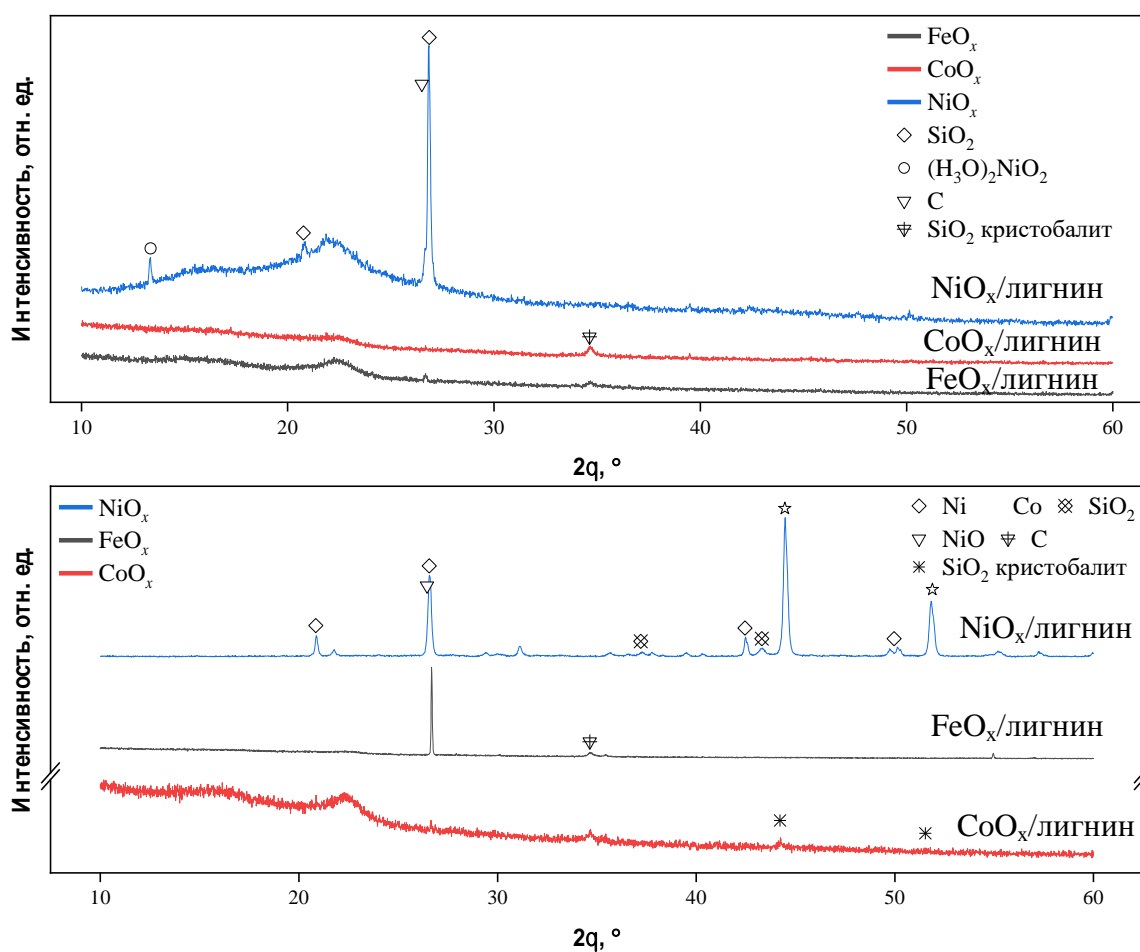 Интенсивность, отн. ед.
FeOₓ
CoOₓ
NiOₓ
SiO₂
(H₃O)₂NiO₂
C
SiO₂ кристобалит
NiOₓ/лигнин
CoOₓ/лигнин
FeOₓ/лигнин
10 20 30 40 50 60
2q, °
Интенсивность, отн. ед.
NiOₓ
FeOₓ
CoOₓ
Ni Co SiO₂
NiO C
SiO₂ кристобалит
NiOₓ/лигнин
FeOₓ/лигнин
CoOₓ/лигнин
10 20 30 40 50 60
2q, °